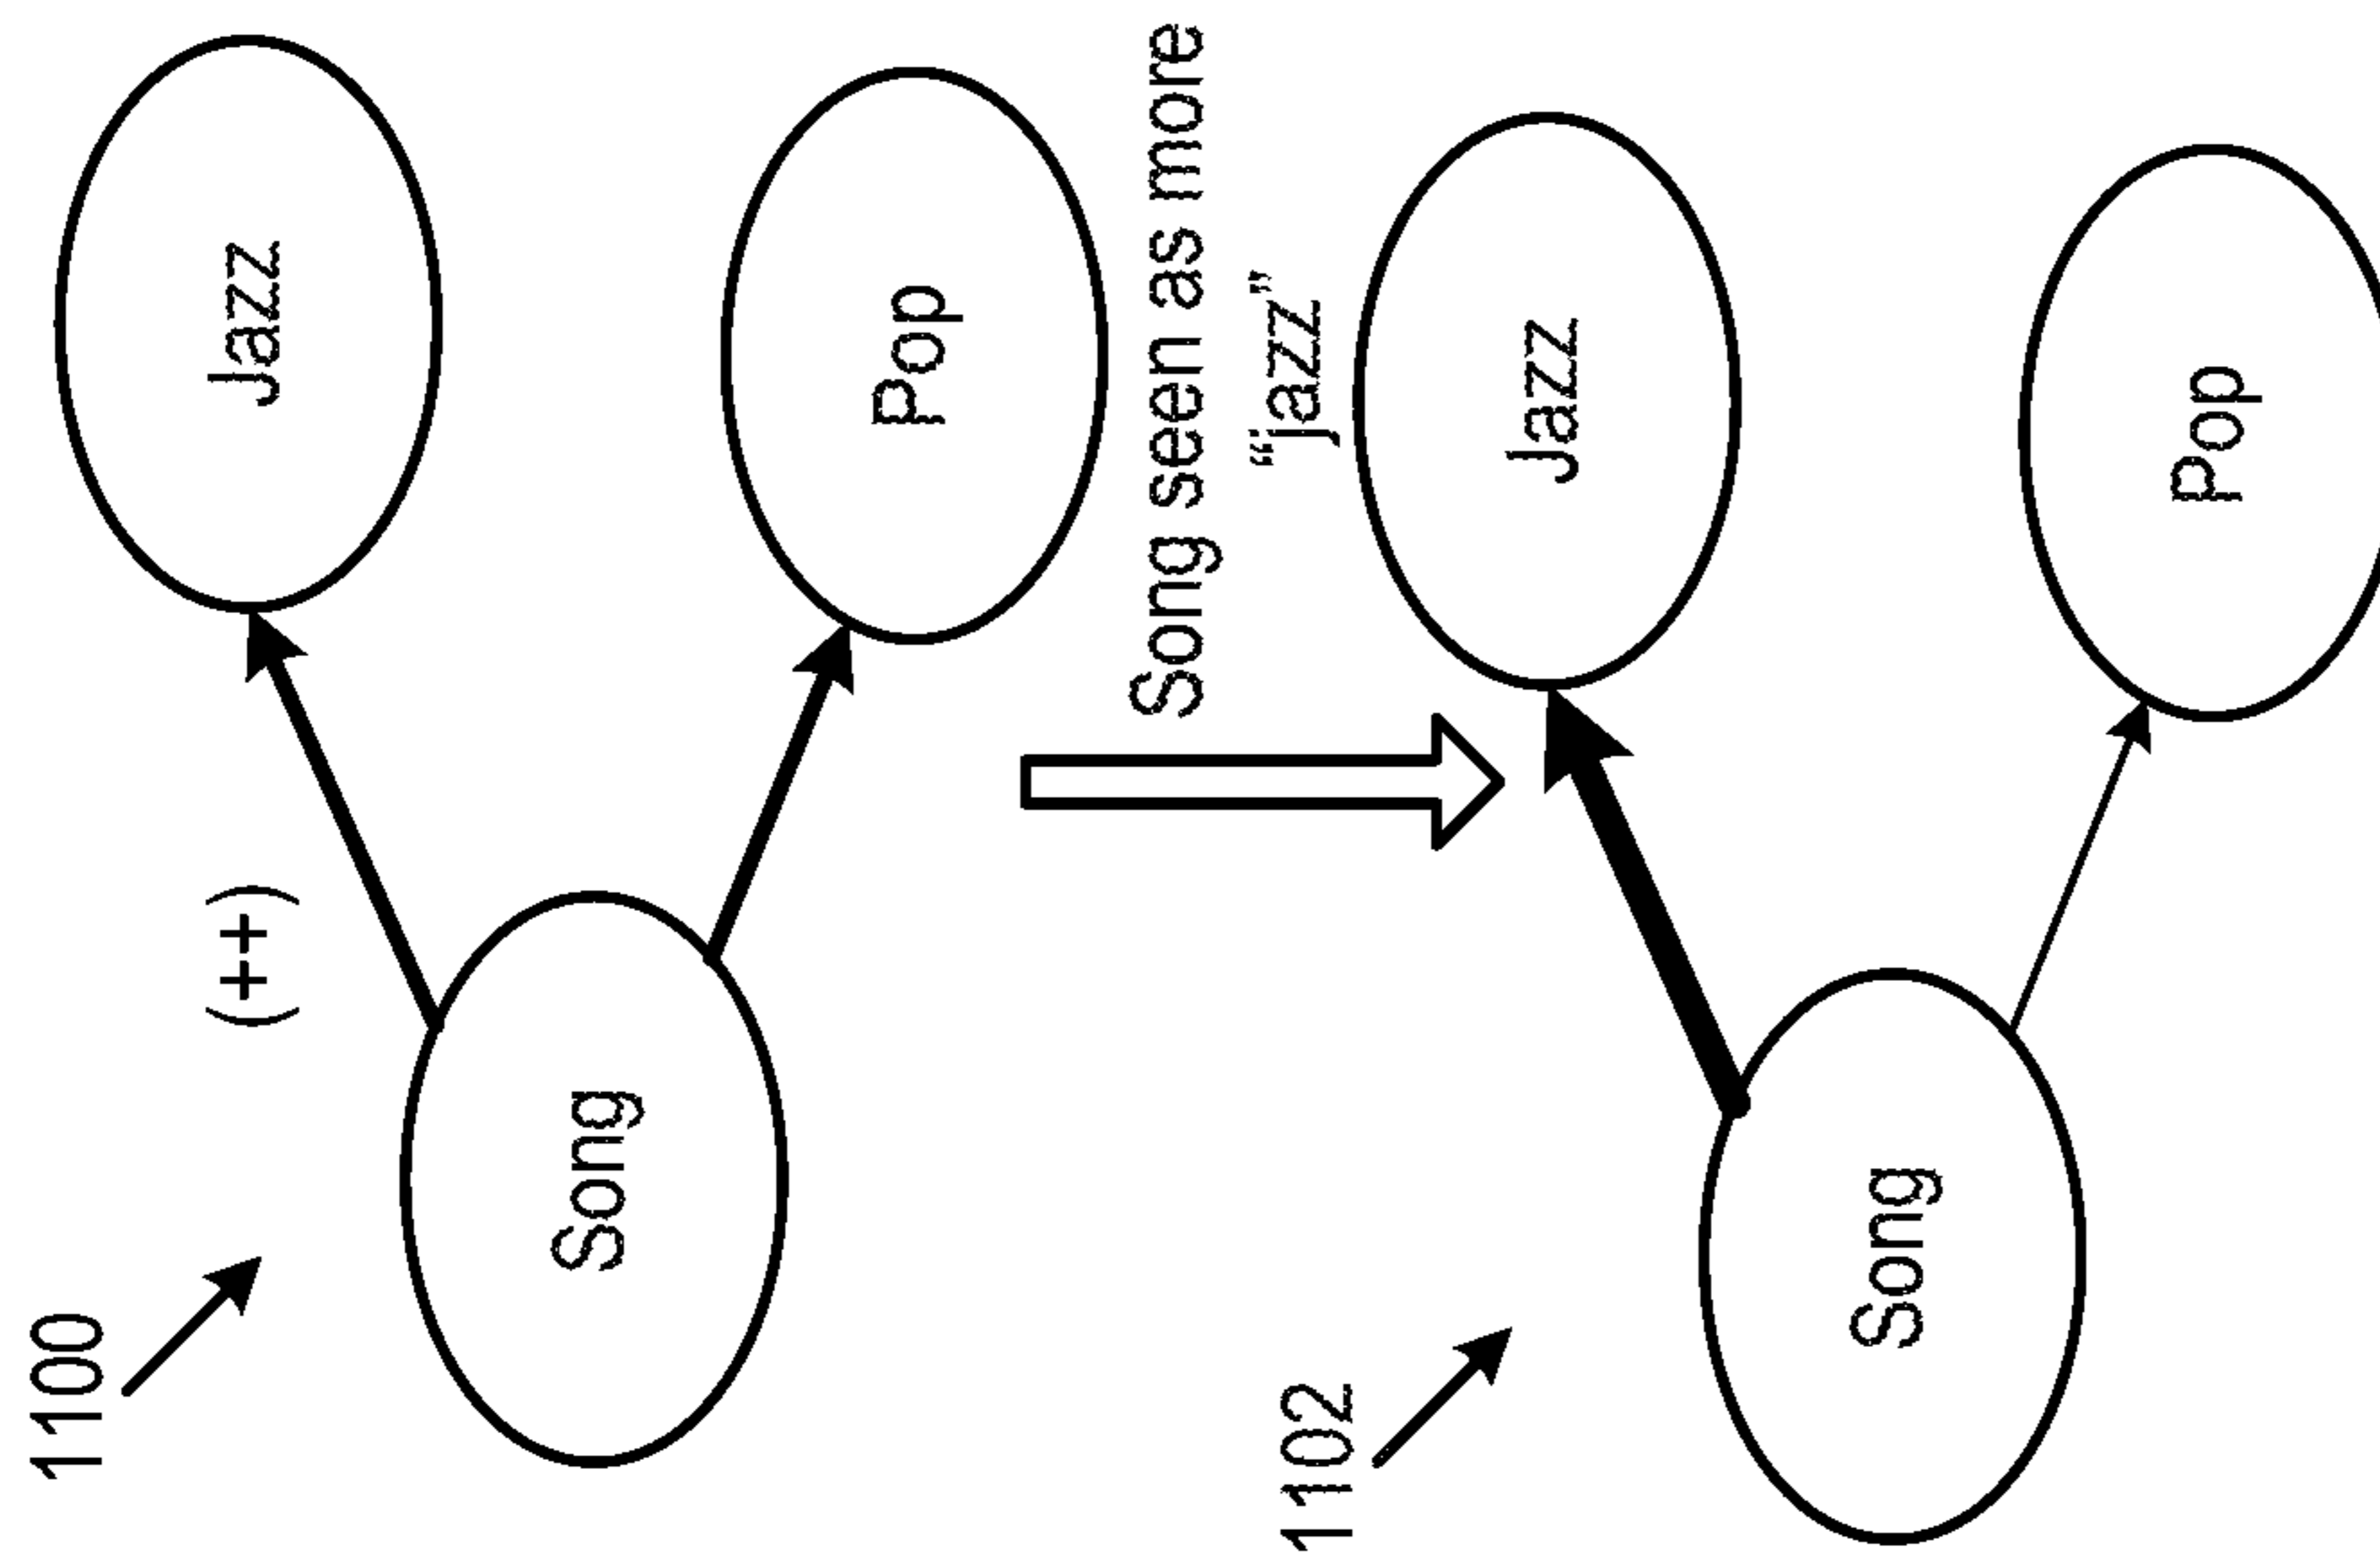 1100
(++)
Jazz
Song
Pop
Song seen as more
“jazz”
1102
Jazz
Song
Pop